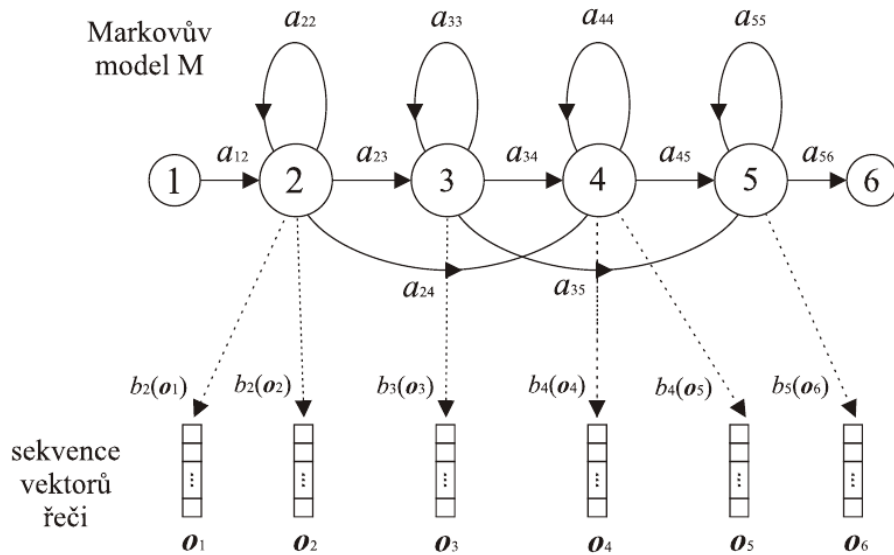 Markovův
model M
a22 a33 a44 a55
1 a12 2 a23 3 a34 4 a45 5 a56 6
a24 a35
b2(o1) b2(o2) b3(o3) b4(o4) b4(o5) b5(o6)
sekvence
vektorů
řeči
... ... ... ... ... ...
o1 o2 o3 o4 o5 o6